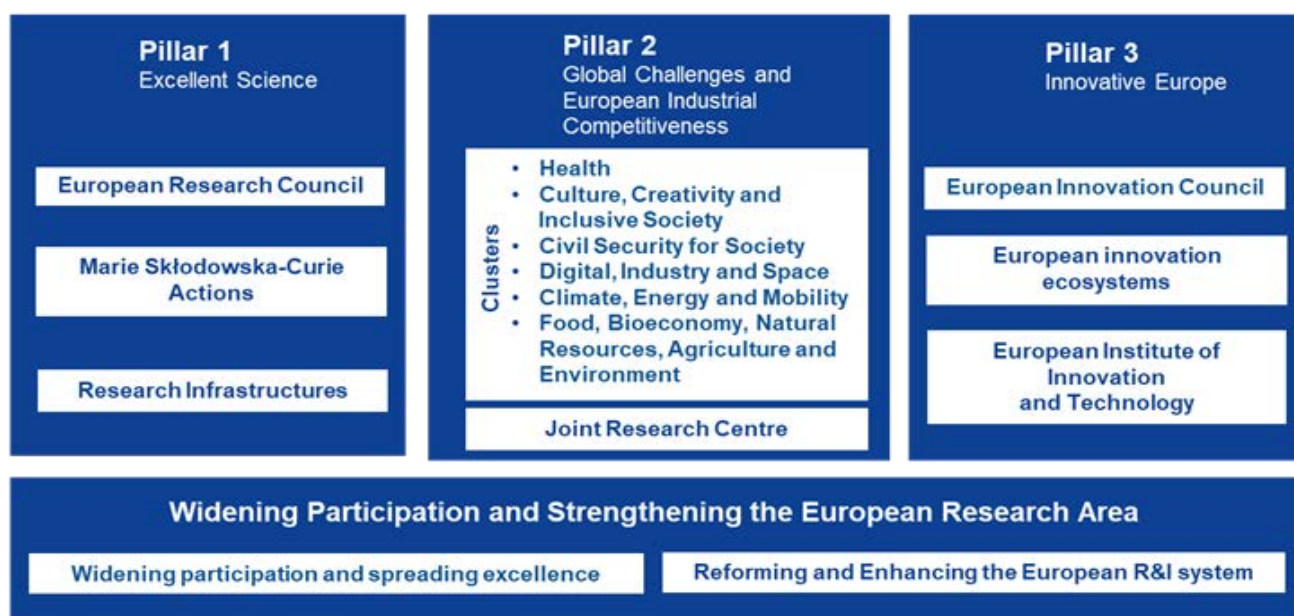 Pillar 1
Excellent Science
European Research Council
Marie Skłodowska-Curie
Actions
Research Infrastructures
Pillar 2
Global Challenges and
European Industrial
Competitiveness
Clusters
• Health
• Culture, Creativity and
Inclusive Society
• Civil Security for Society
• Digital, Industry and Space
• Climate, Energy and Mobility
• Food, Bioeconomy, Natural
Resources, Agriculture and
Environment
Joint Research Centre
Pillar 3
Innovative Europe
European Innovation Council
European innovation
ecosystems
European Institute of
Innovation
and Technology
Widening Participation and Strengthening the European Research Area
Widening participation and spreading excellence
Reforming and Enhancing the European R&I system